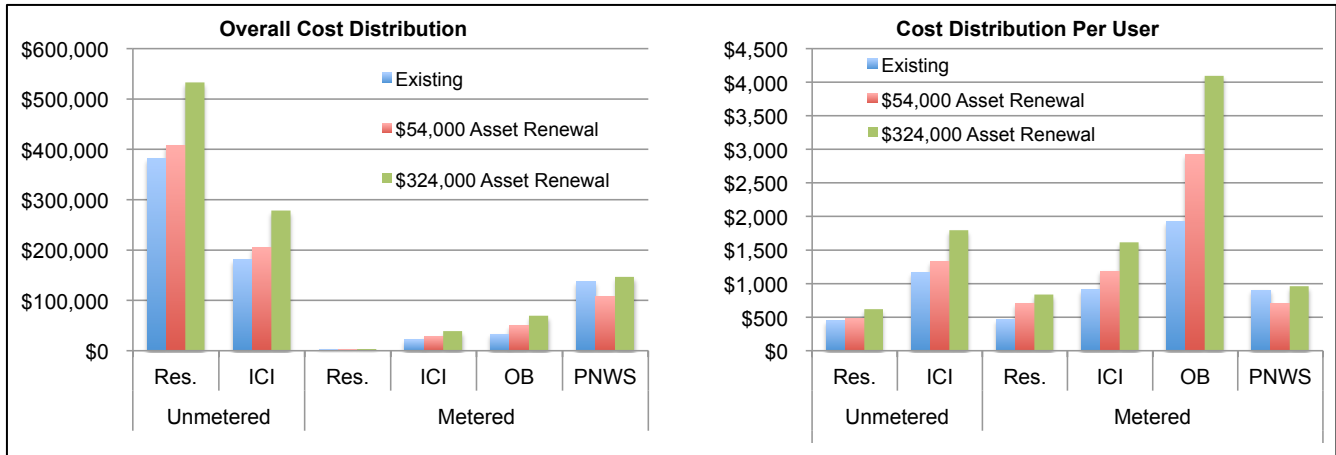 Overall Cost Distribution
$600,000
$500,000
$400,000
$300,000
$200,000
$100,000
$0
Existing
$54,000 Asset Renewal
$324,000 Asset Renewal
Res. ICI Res. ICI OB PNWS
Unmetered Metered
Cost Distribution Per User
$4,500
$4,000
$3,500
$3,000
$2,500
$2,000
$1,500
$1,000
$500
$0
Existing
$54,000 Asset Renewal
$324,000 Asset Renewal
Res. ICI Res. ICI OB PNWS
Unmetered Metered